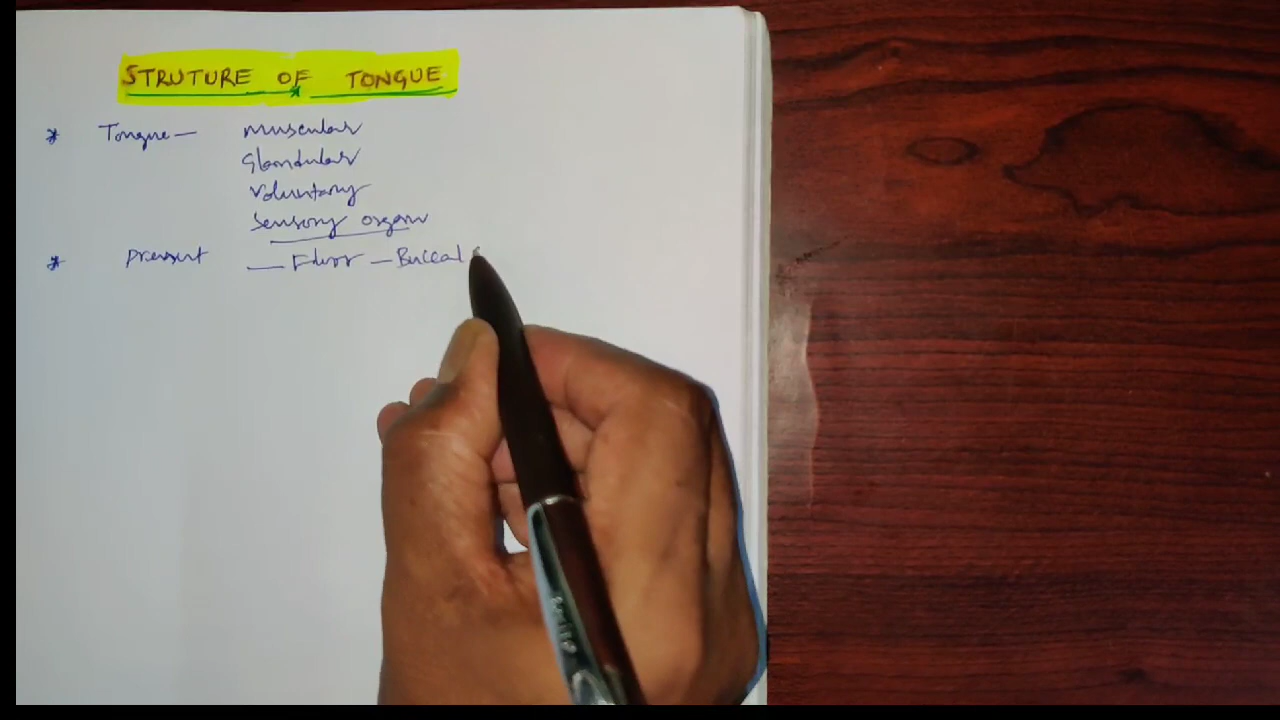 STRUTURE OF TONGUE
* Tongue — muscular
Glandular
Voluntary
Sensory organ
* Present — Floor — Buccal